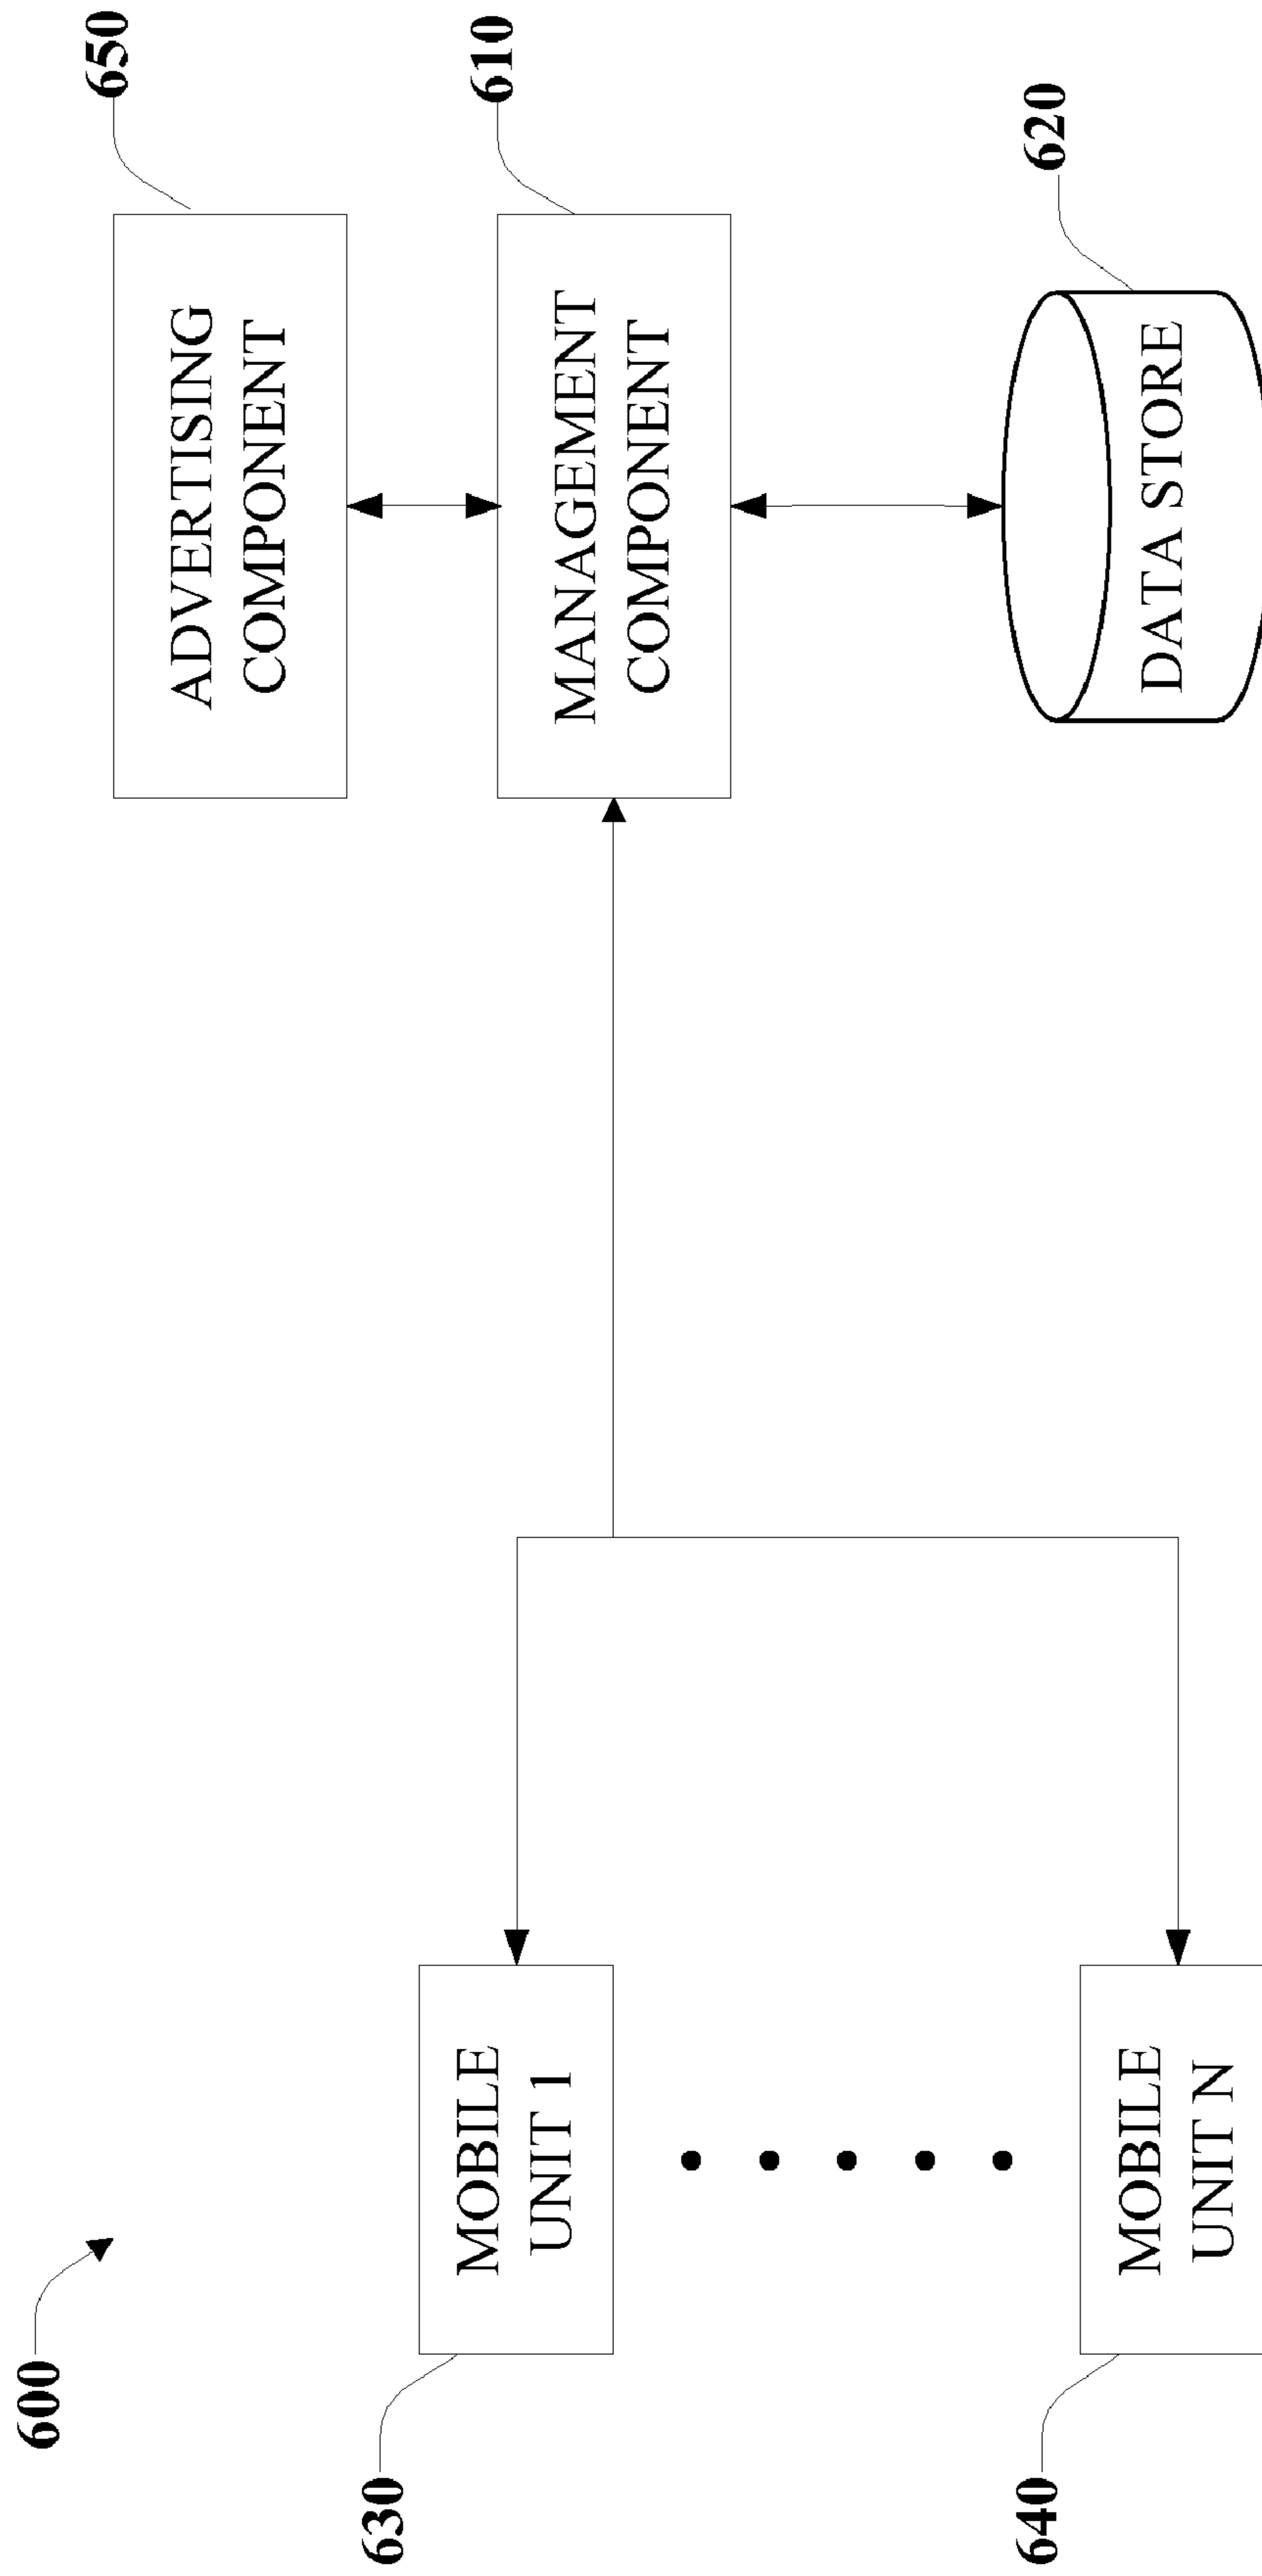 600
650
ADVERTISING
COMPONENT
630
MOBILE
UNIT 1
610
MANAGEMENT
COMPONENT
640
MOBILE
UNIT N
620
DATA STORE